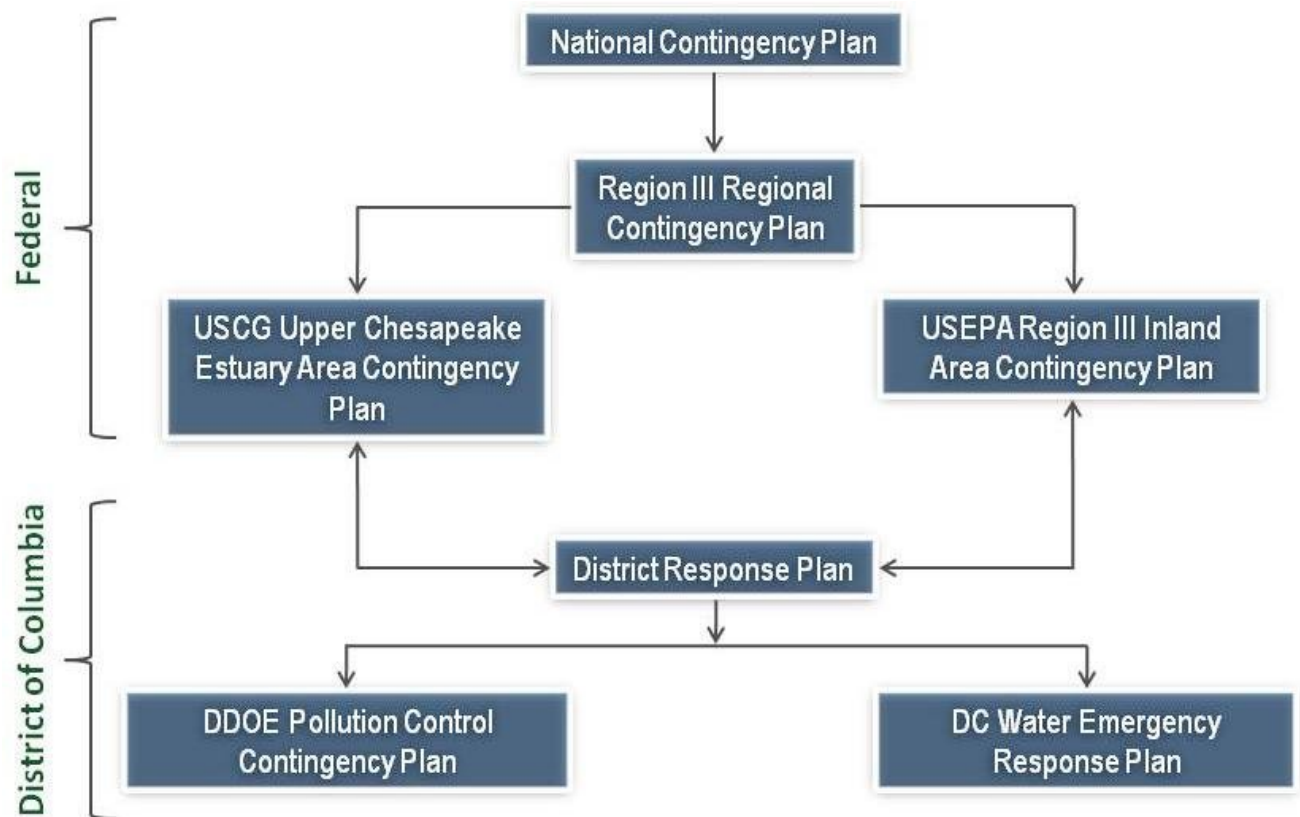 National Contingency Plan
Federal
Region III Regional
Contingency Plan
USCG Upper Chesapeake
Estuary Area Contingency
Plan
USEPA Region III Inland
Area Contingency Plan
District of Columbia
District Response Plan
DDOE Pollution Control
Contingency Plan
DC Water Emergency
Response Plan